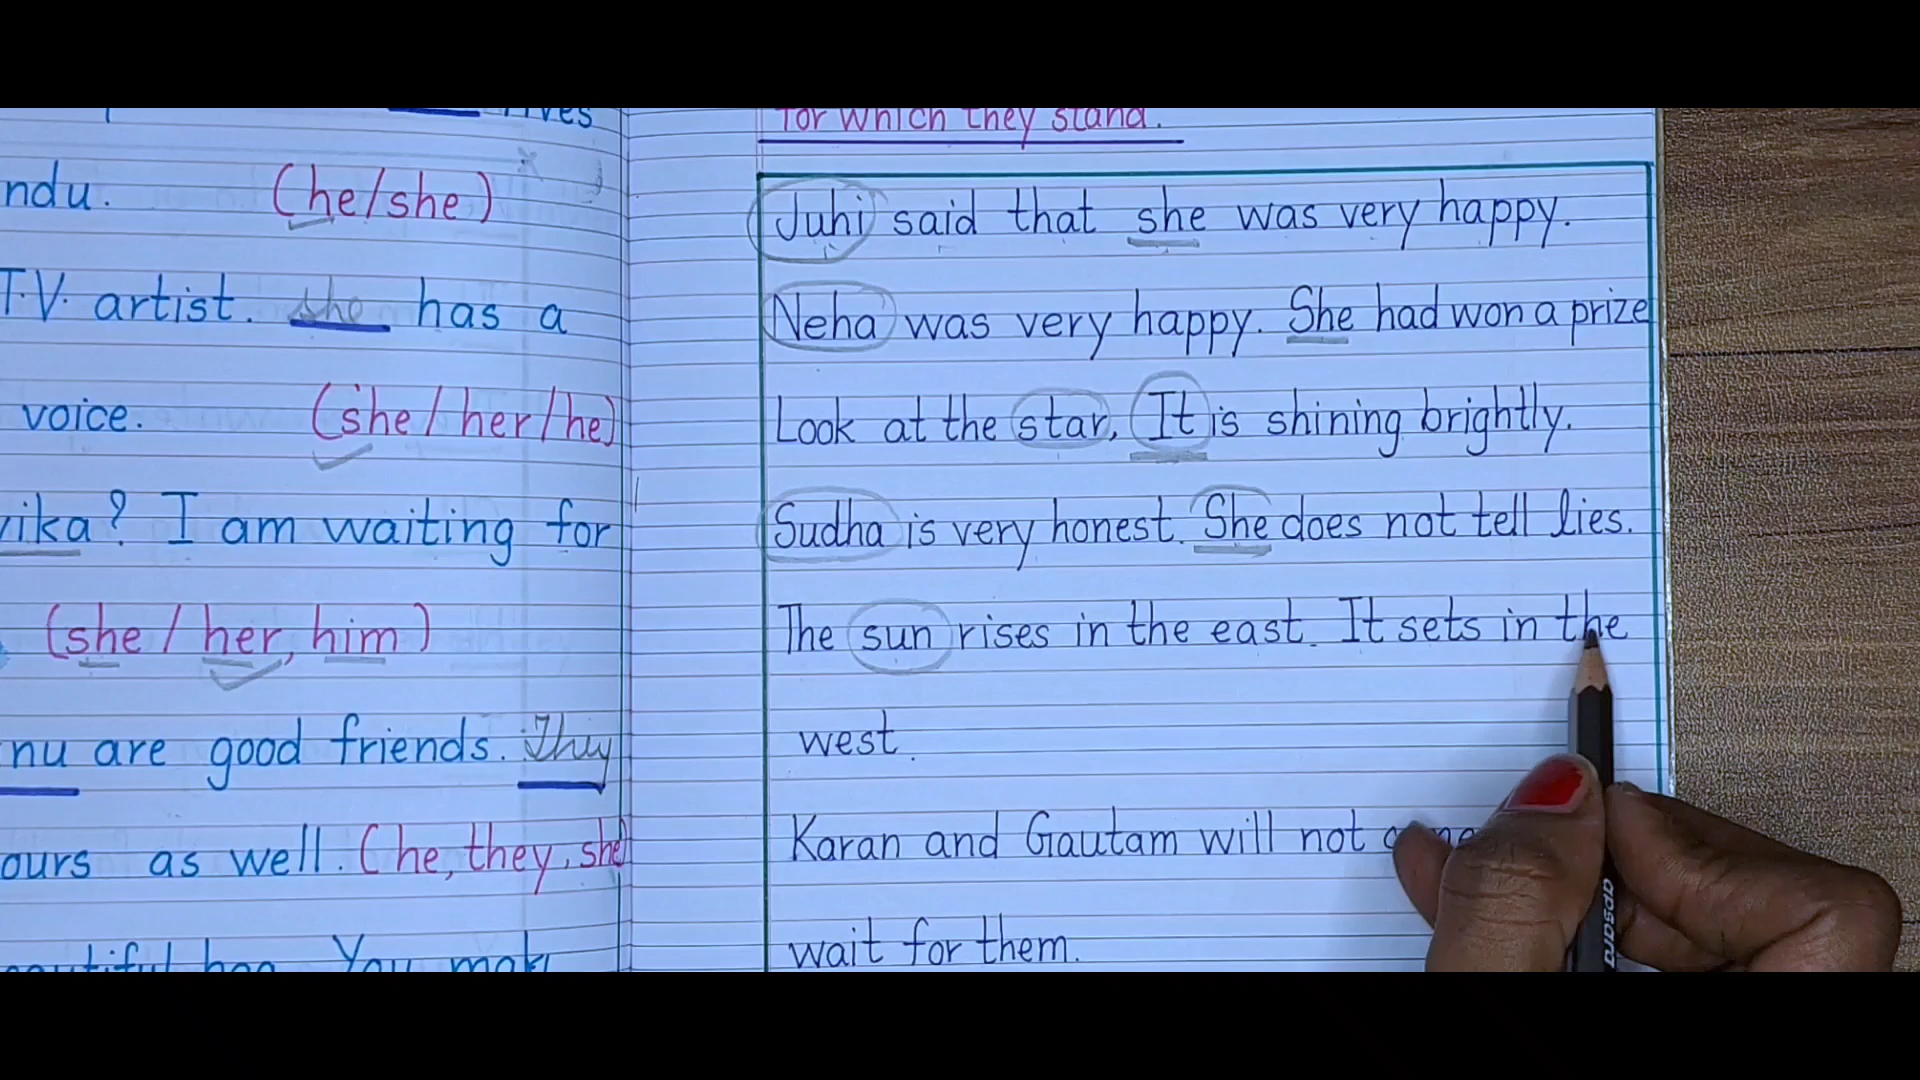 ndu. (he/she)
T.V. artist. she has a
voice. (she/her/he)
ika? I am waiting for
(she/her, him)
nu are good friends. They
ours as well. (he, they, she)
You
for which they stand.
Juhi said that she was very happy.
Neha was very happy. She had won a prize
Look at the star. It is shining brightly.
Sudha is very honest. She does not tell lies.
The sun rises in the east. It sets in the
west.
Karan and Gautam will not
wait for them.
apsara